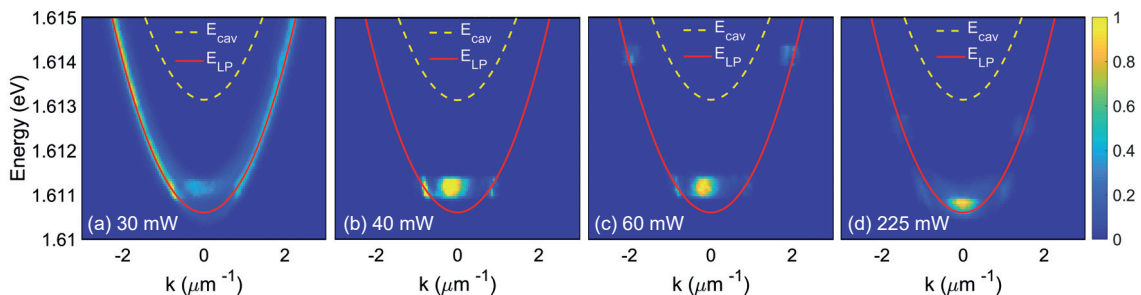 1.615
1.614
1.613
1.612
1.611
1.61
Energy (eV)
E_cav
E_LP
(a) 30 mW
-2 0 2
k (μm⁻¹)
E_cav
E_LP
(b) 40 mW
-2 0 2
k (μm⁻¹)
E_cav
E_LP
(c) 60 mW
-2 0 2
k (μm⁻¹)
E_cav
E_LP
(d) 225 mW
-2 0 2
k (μm⁻¹)
1
0.8
0.6
0.4
0.2
0